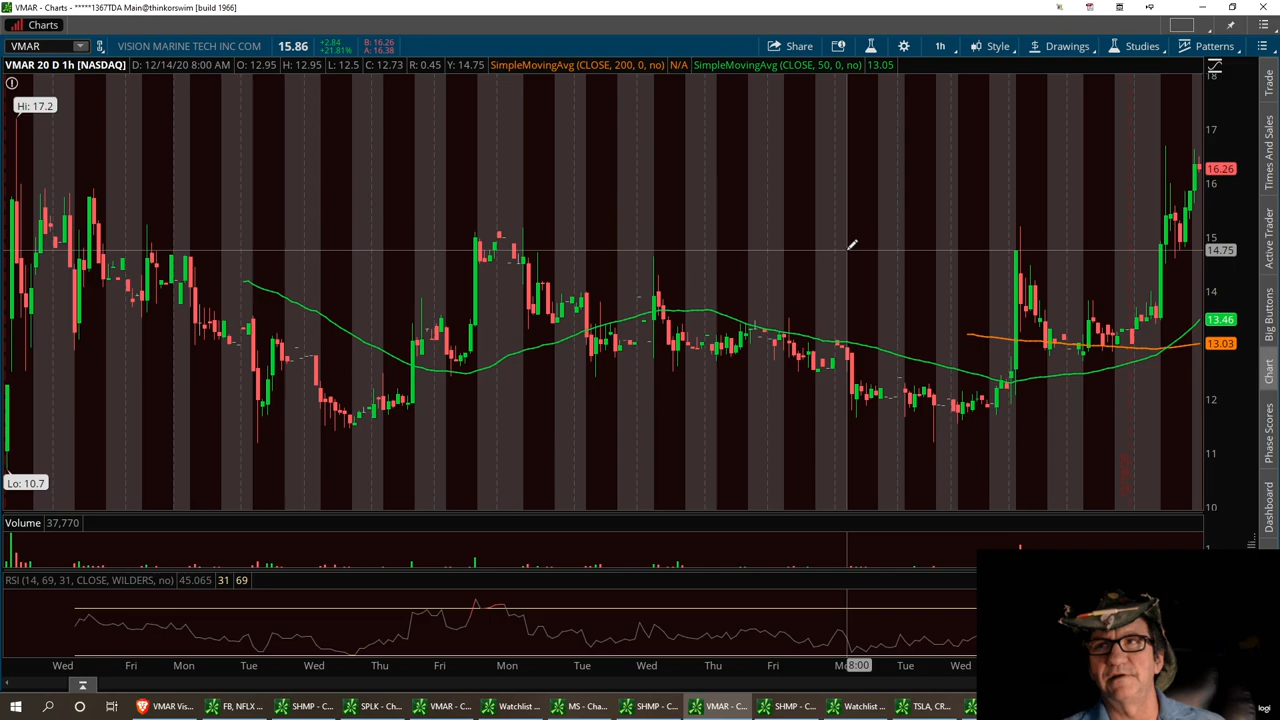 VMAR - Charts - *****1367TDA Main@thinkorswim [build 1966]
Charts
VMAR VISION MARINE TECH INC COM 15.86 +2.84 +21.81% B: 16.26 A: 16.38 Share 1h Style Drawings Studies Patterns
VMAR 20 D 1h [NASDAQ] D: 12/14/20 8:00 AM O: 12.95 H: 12.95 L: 12.5 C: 12.73 R: 0.45 Y: 14.75 SimpleMovingAvg (CLOSE, 200, 0, no) N/A SimpleMovingAvg (CLOSE, 50, 0, no) 13.05
Hi: 17.2
Lo: 10.7
18
17
16.26
16
15
14.75
14
13.46
13.03
12
11
10
Trade
Times And Sales
Active Trader
Big Buttons
Chart
Phase Scores
Dashboard
Volume 37,770
1
RSI (14, 69, 31, CLOSE, WILDERS, no) 45.065 31 69
Wed Fri Mon Tue Wed Thu Fri Mon Tue Wed Thu Fri Mo 8:00 Tue Wed
VMAR Vis... FB, NFLX ... SHMP - C... SPLK - Ch... VMAR - C... Watchlist ... MS - Cha... SHMP - C... VMAR - C... SHMP - C... Watchlist ... TSLA, CR...
logi